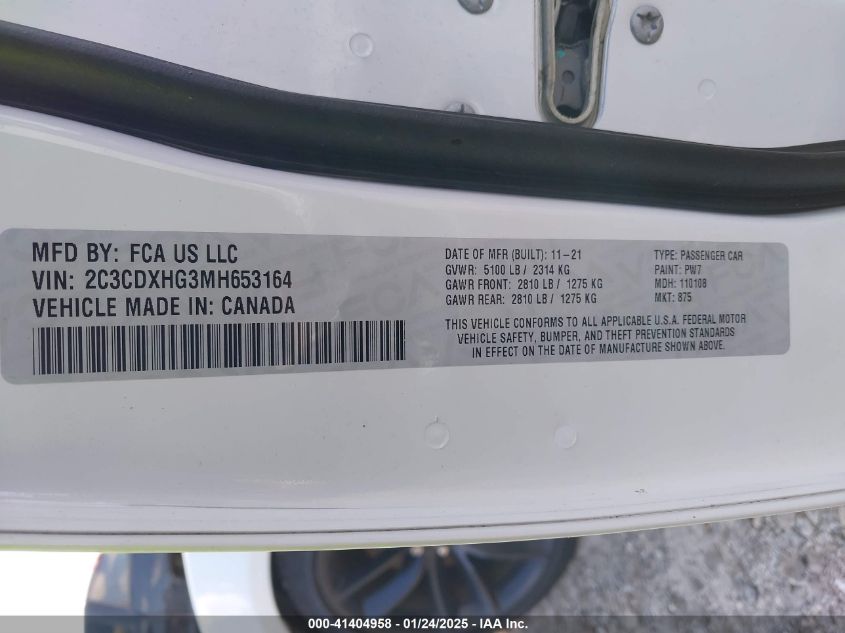 MFD BY: FCA US LLC
VIN: 2C3CDXHG3MH653164
VEHICLE MADE IN: CANADA
DATE OF MFR (BUILT): 11-21
GVWR: 5100 LB / 2314 KG
GAWR FRONT: 2810 LB / 1275 KG
GAWR REAR: 2810 LB / 1275 KG
TYPE: PASSENGER CAR
PAINT: PW7
MDH: 110108
MKT: 875
THIS VEHICLE CONFORMS TO ALL APPLICABLE U.S.A. FEDERAL MOTOR
VEHICLE SAFETY, BUMPER, AND THEFT PREVENTION STANDARDS
IN EFFECT ON THE DATE OF MANUFACTURE SHOWN ABOVE.
000-41404958 - 01/24/2025 - IAA Inc.